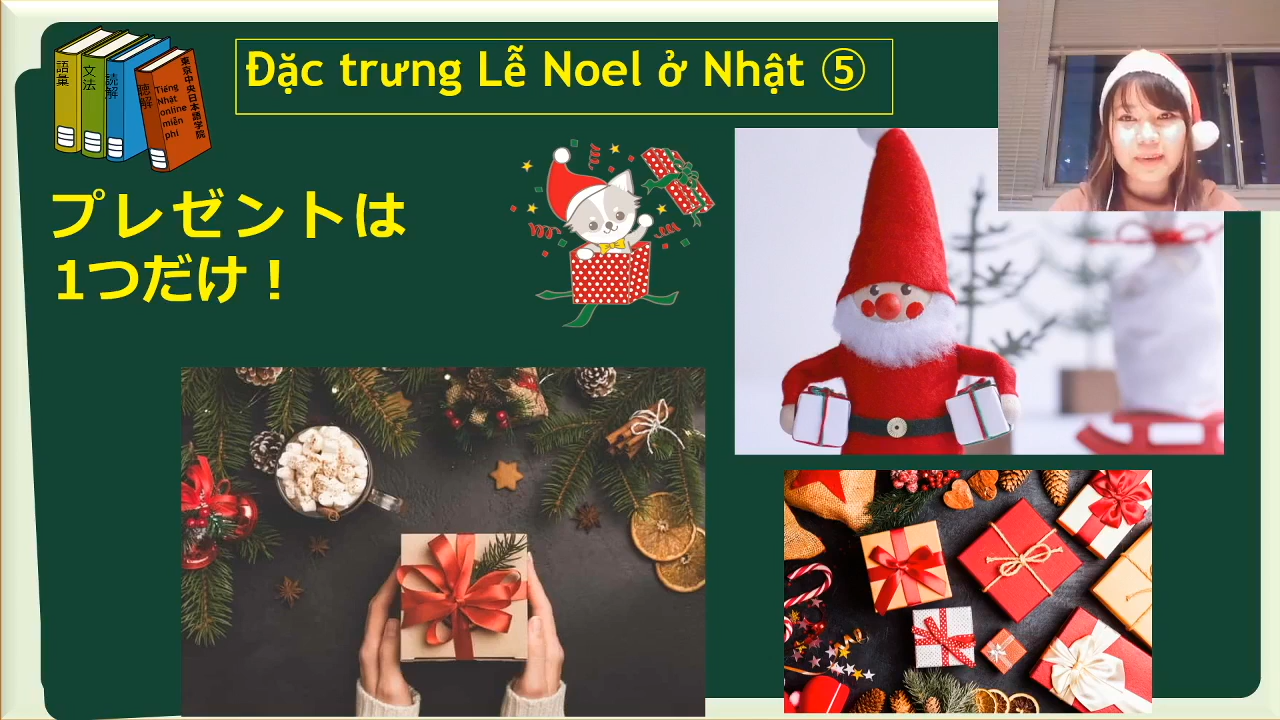 語彙
文法
読解
聴解
Tiếng
Nhật
online
miễn
phí
東京中央日本語学院
Đặc trưng Lễ Noel ở Nhật ⑤
プレゼントは
1つだけ！